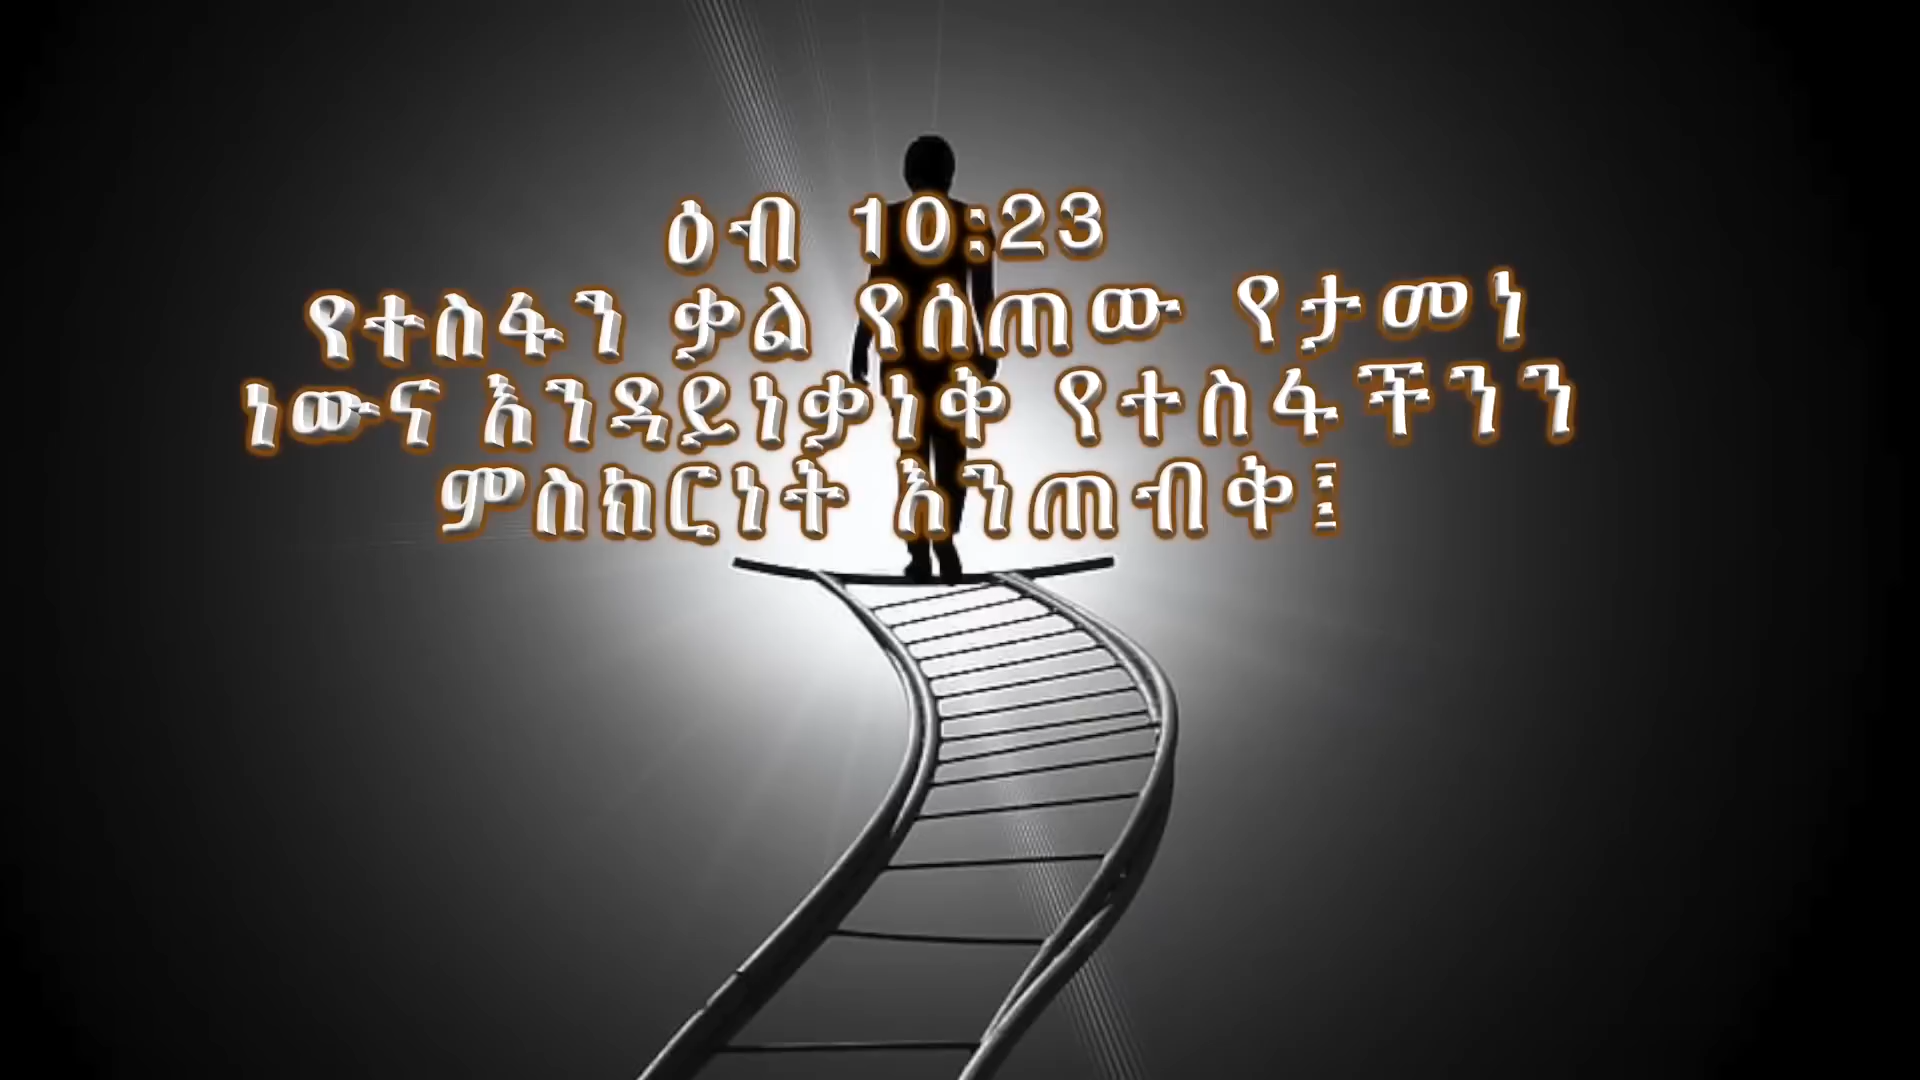 ዕብ 10:23
የተስፋን ቃል የሰጠው የታመነ
ነውና እንዳይነቃነቅ የተስፋችንን
ምስክርነት እንጠብቅ፤